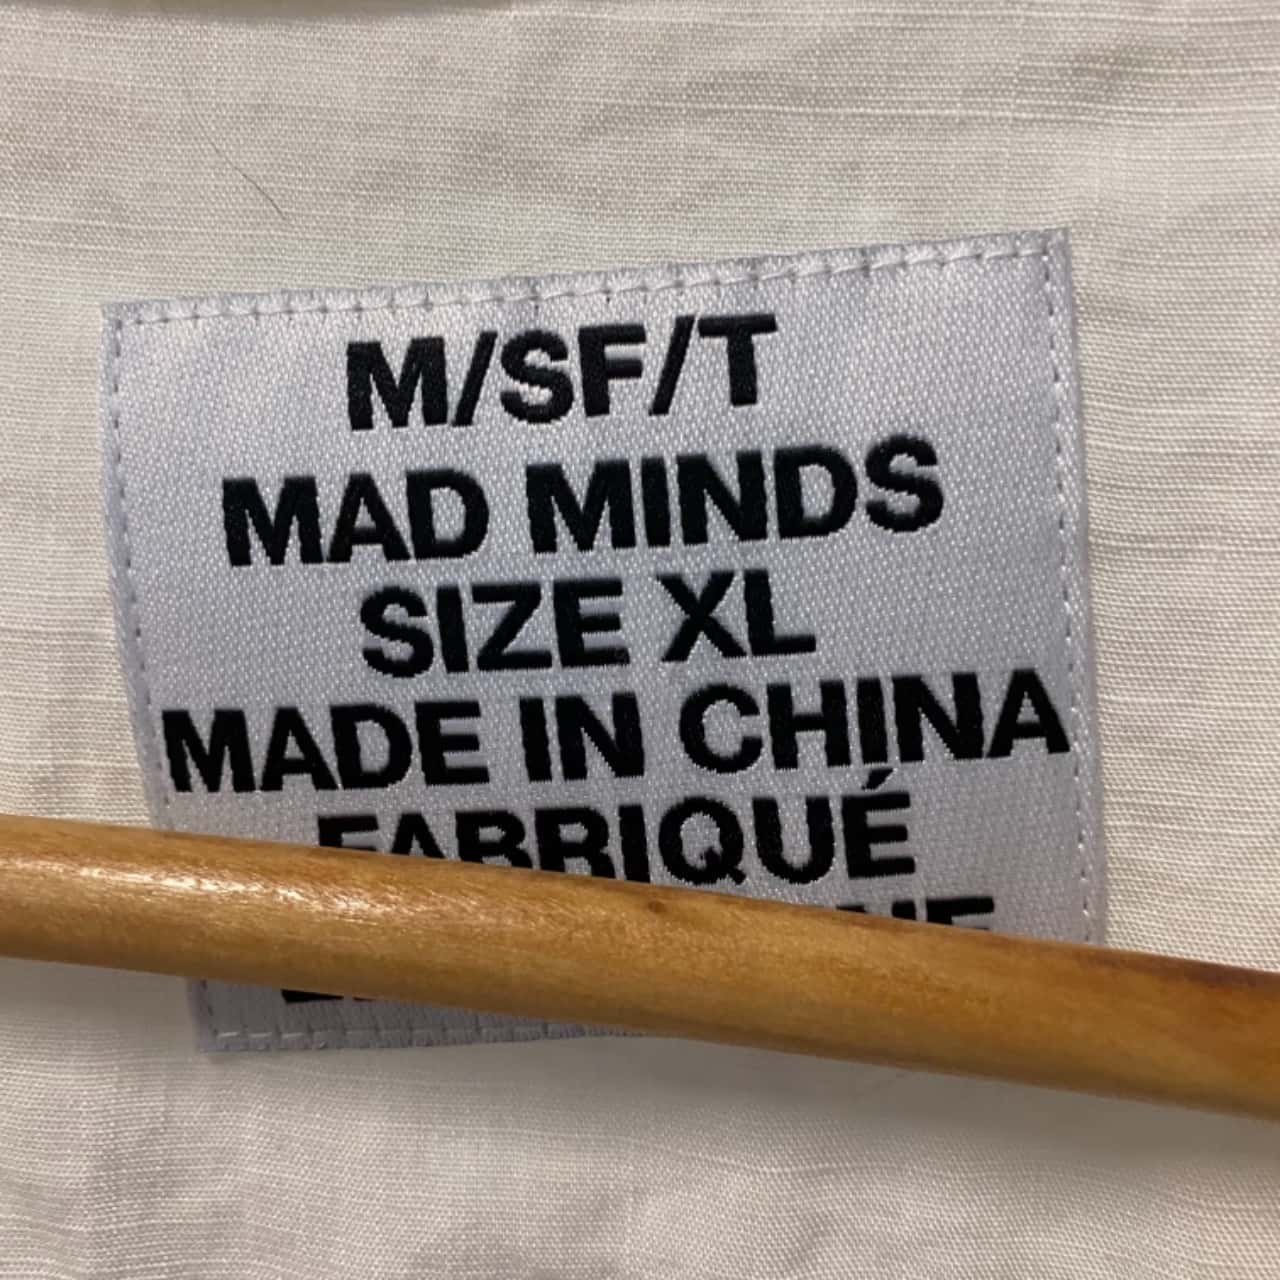 M/SF/T
MAD MINDS
SIZE XL
MADE IN CHINA
FABRIQUÉ